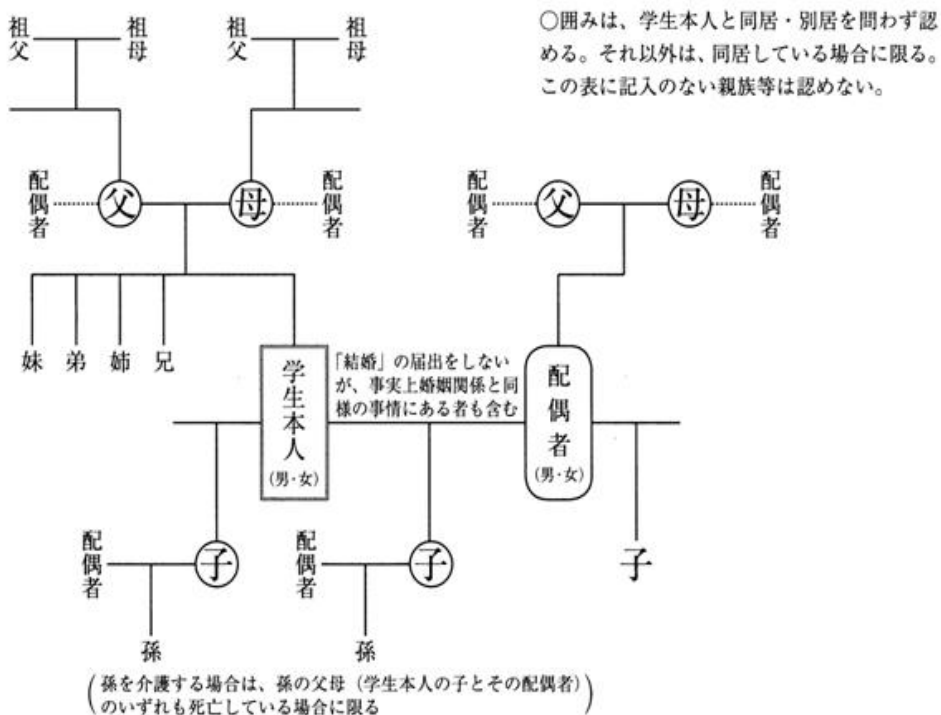 祖父
祖母
祖父
祖母
○囲みは、学生本人と同居・別居を問わず認
める。それ以外は、同居している場合に限る。
この表に記入のない親族等は認めない。
配偶者
父
母
配偶者
配偶者
父
母
配偶者
妹
弟
姉
兄
学生本人
(男・女)
「結婚」の届出をしない
が、事実上婚姻関係と同
様の事情にある者も含む
配偶者
(男・女)
配偶者
子
配偶者
子
子
孫
孫
(孫を介護する場合は、孫の父母(学生本人の子とその配偶者)
のいずれも死亡している場合に限る)